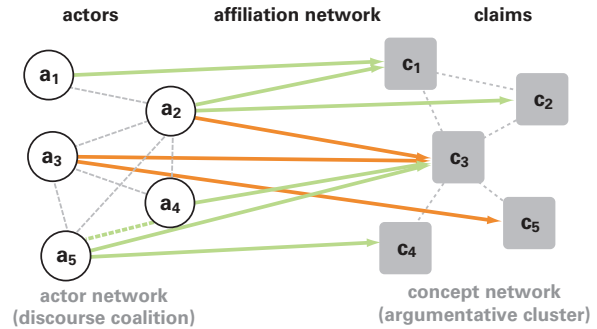 actors affiliation network claims
a1
c1
a2
c2
a3
c3
a4
c5
a5
c4
actor network
(discourse coalition)
concept network
(argumentative cluster)